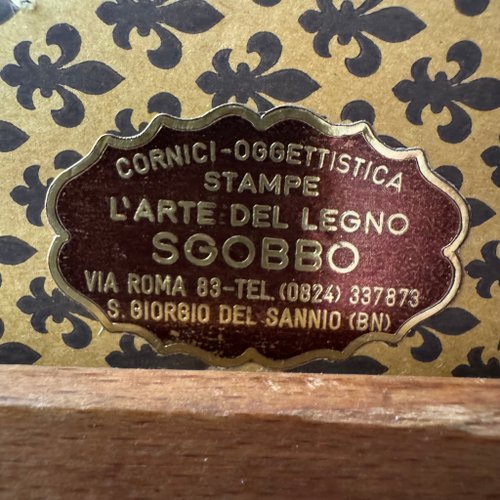 CORNICI-OGGETTISTICA
STAMPE
L'ARTE DEL LEGNO
SGOBBO
VIA ROMA 83-TEL.(0824) 337873
S. GIORGIO DEL SANNIO (BN)